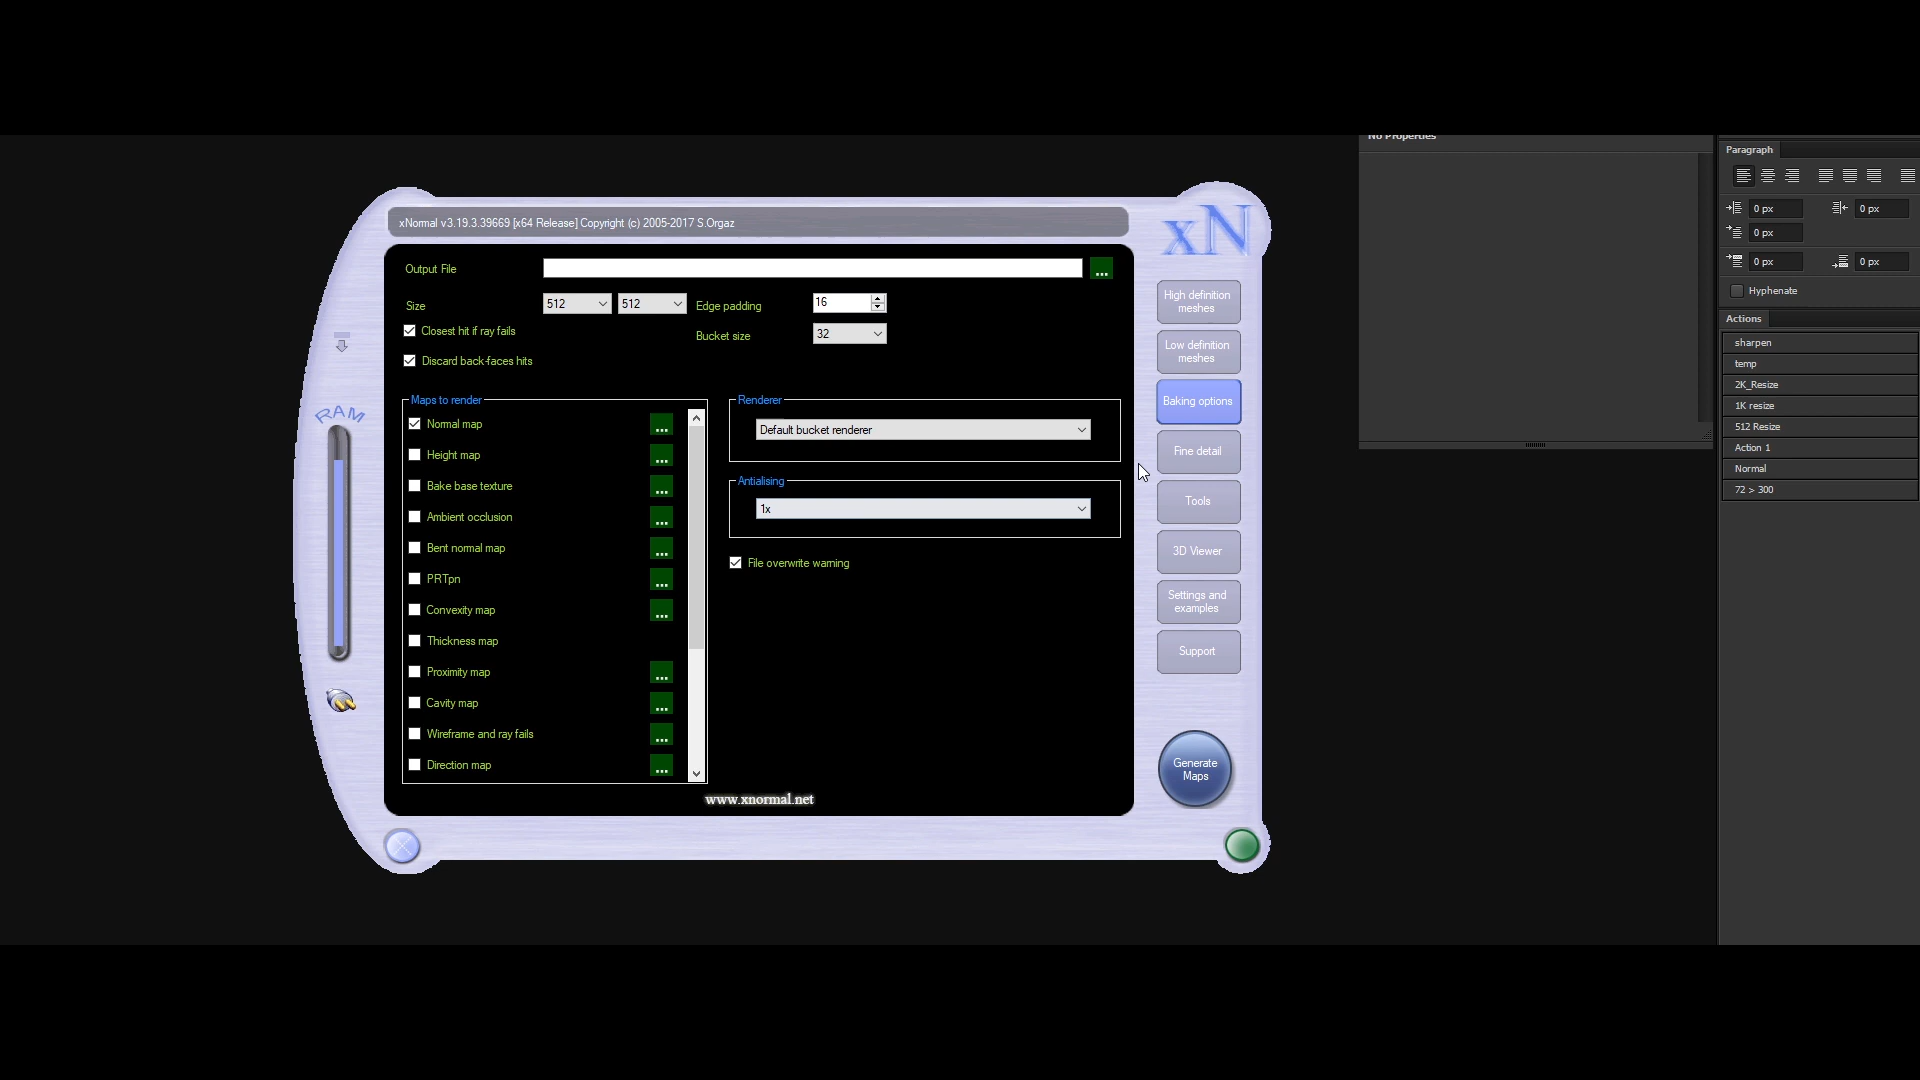 No Properties
Paragraph
xNormal v3.19.3.39669 [x64 Release] Copyright (c) 2005-2017 S.Orgaz
xN
0 px
0 px
0 px
0 px
0 px
Hyphenate
Output File
...
High definition
meshes
Size
512
512
Edge padding
16
Closest hit if ray fails
Bucket size
32
Discard back-faces hits
Low definition
meshes
Actions
sharpen
temp
2K_Resize
1K resize
512 Resize
Action 1
Normal
72 > 300
RAM
Maps to render
Normal map
...
Height map
...
Bake base texture
...
Ambient occlusion
...
Bent normal map
...
PRTpn
...
Convexity map
...
Thickness map
Proximity map
...
Cavity map
...
Wireframe and ray fails
...
Direction map
...
Renderer
Default bucket renderer
Antialising
1x
File overwrite warning
Baking options
Fine detail
Tools
3D Viewer
Settings and
examples
Support
Generate
Maps
www.xnormal.net